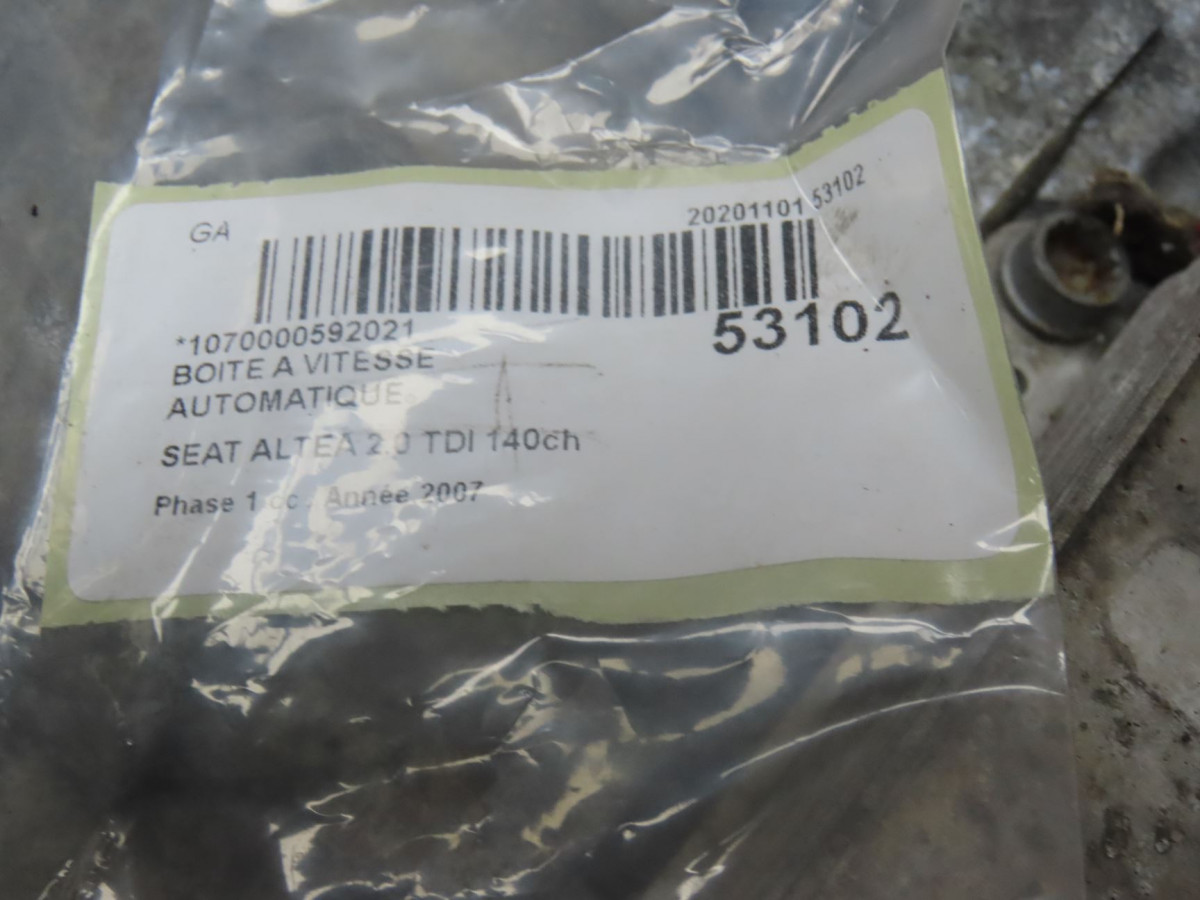 GA
20201101 53102
53102
*1070000592021
BOITE A VITESSE
AUTOMATIQUE
SEAT ALTEA 2.0 TDI 140ch
Phase 1 cc . Année 2007